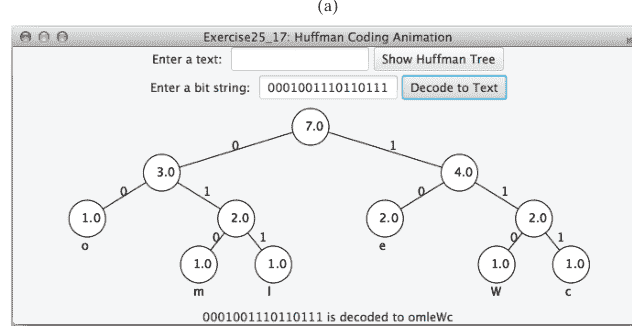 (a)
Exercise25_17: Huffman Coding Animation
Enter a text: Show Huffman Tree
Enter a bit string: 0001001110110111 Decode to Text
7.0
0 1
3.0 4.0
0 1 0 1
1.0 2.0 2.0 2.0
o 0 1 e 0 1
1.0 1.0 1.0 1.0
m l W c
0001001110110111 is decoded to omleWc